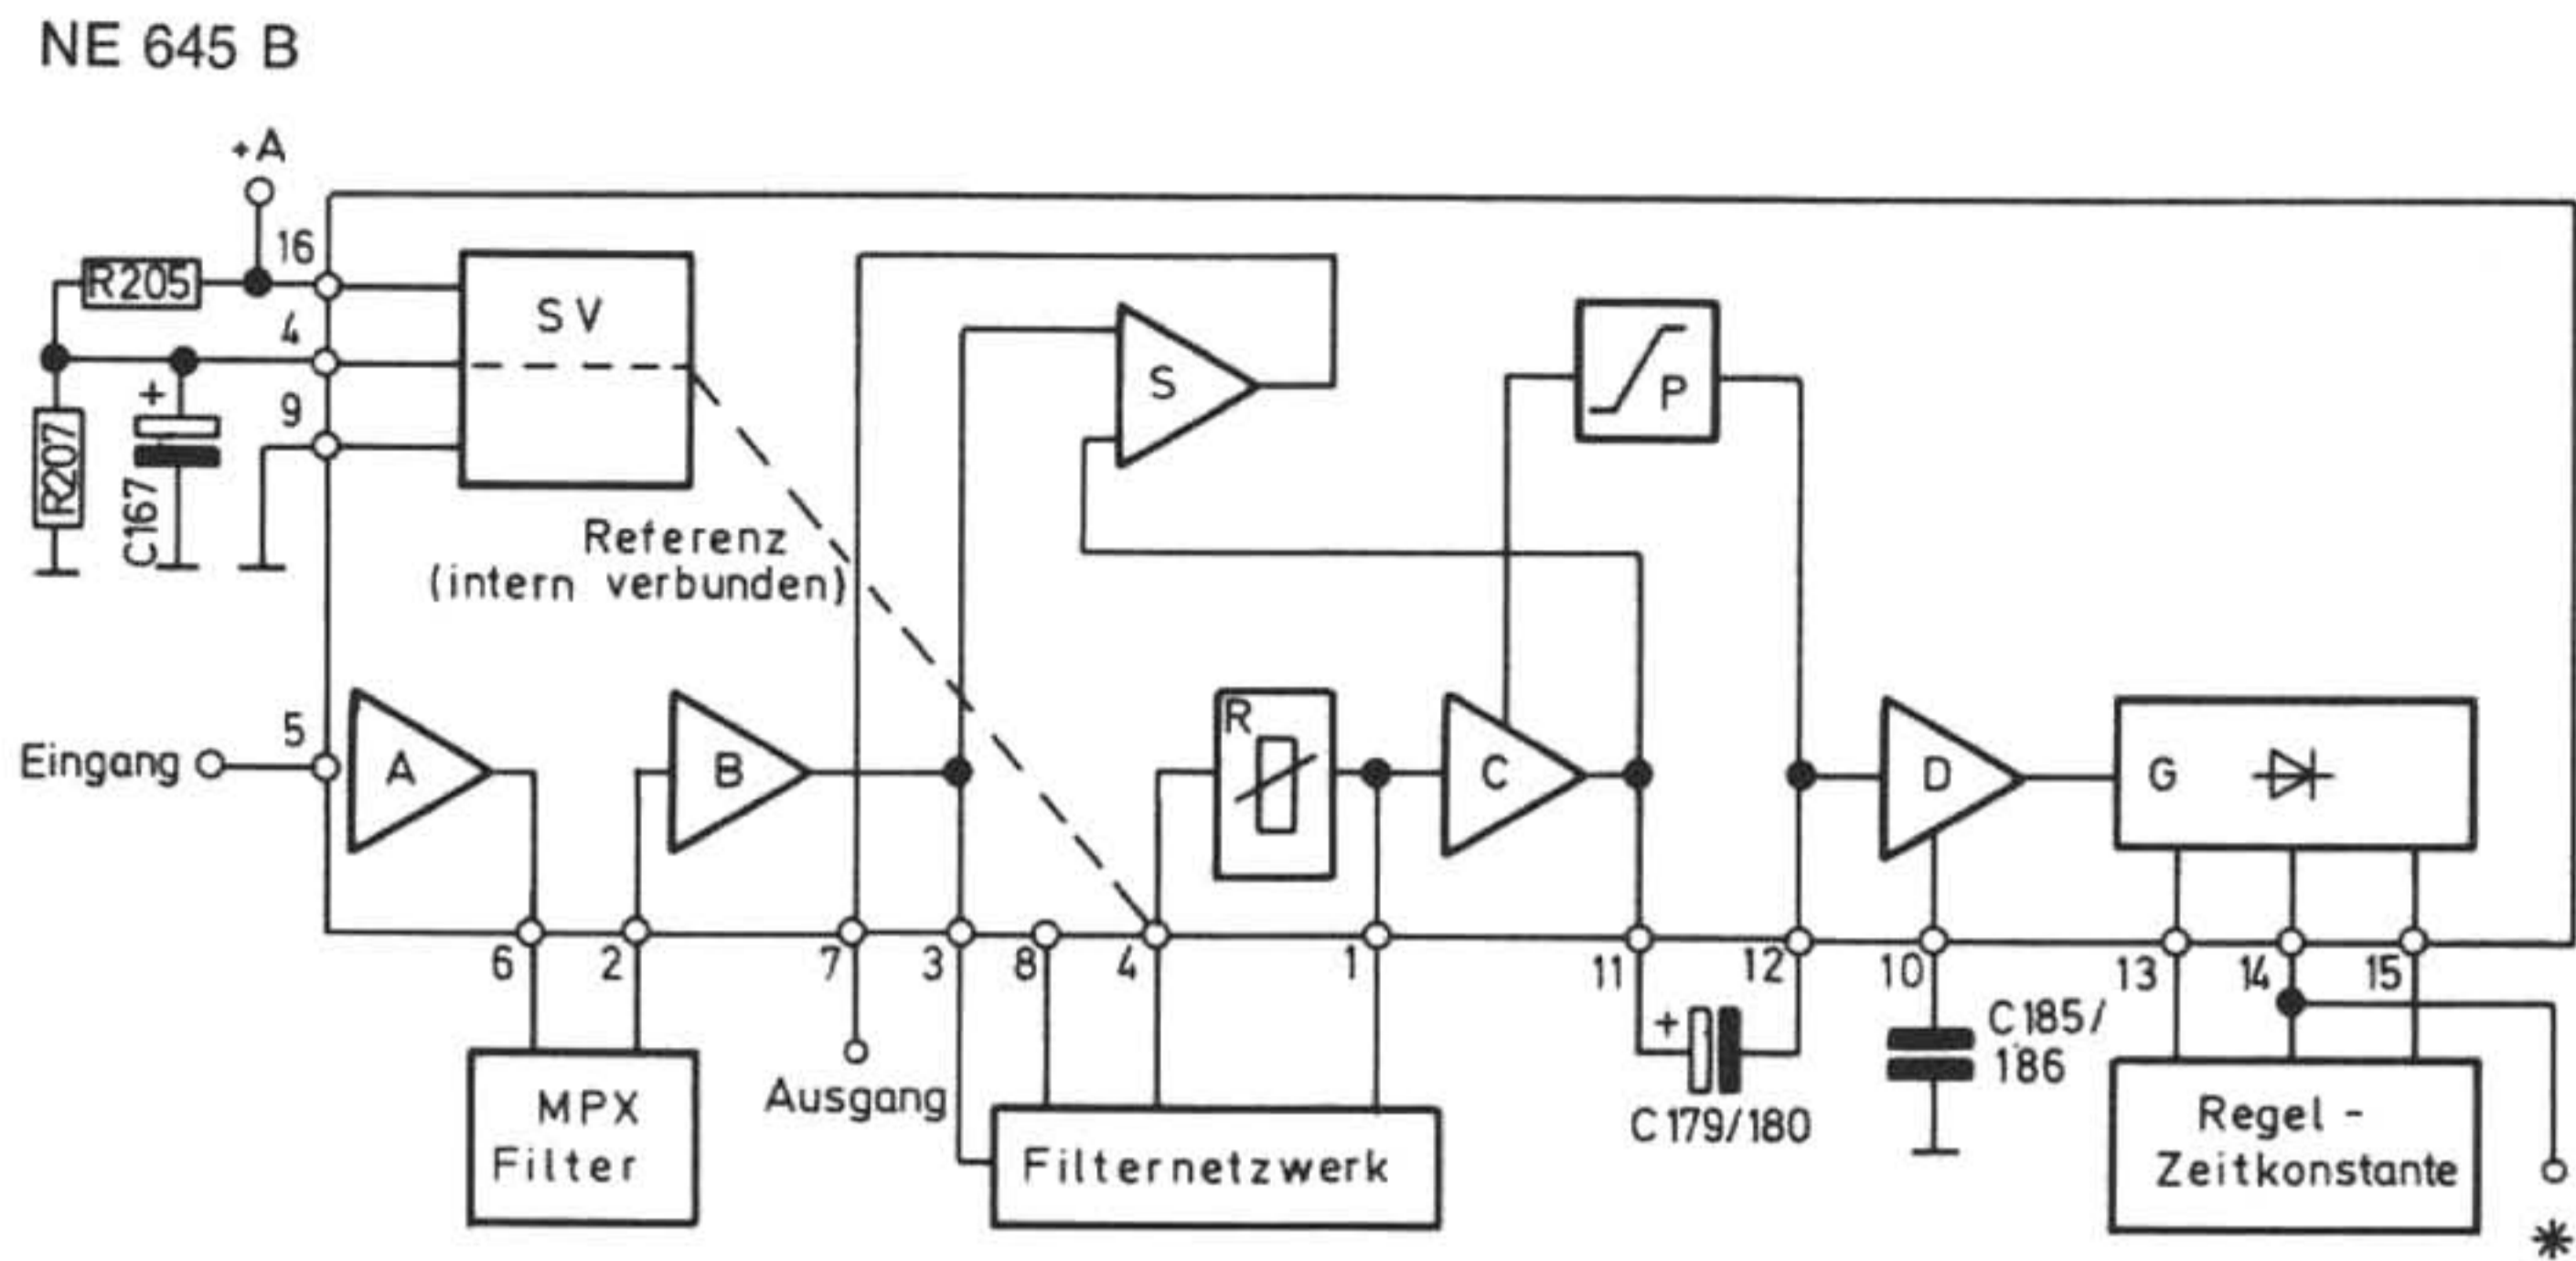 NE 645 B
+A
16
R205
SV
4
+
9
R207
C167
S
P
Referenz
(intern verbunden)
5
Eingang
A
B
R
C
D
G
6
2
7
3
8
4
1
11
12
10
13
14
15
MPX
Filter
Ausgang
Filternetzwerk
+
C179/180
C185/
186
Regel -
Zeitkonstante
*